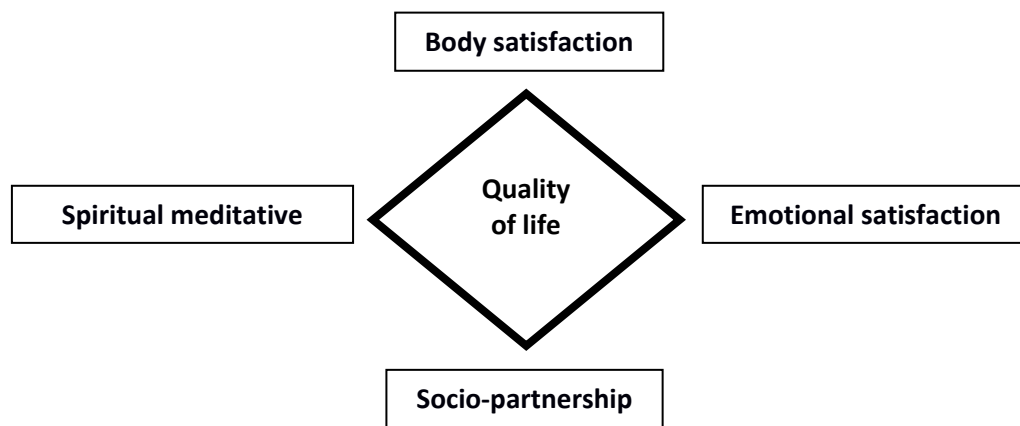 Body satisfaction
Quality
of life
Spiritual meditative
Emotional satisfaction
Socio-partnership